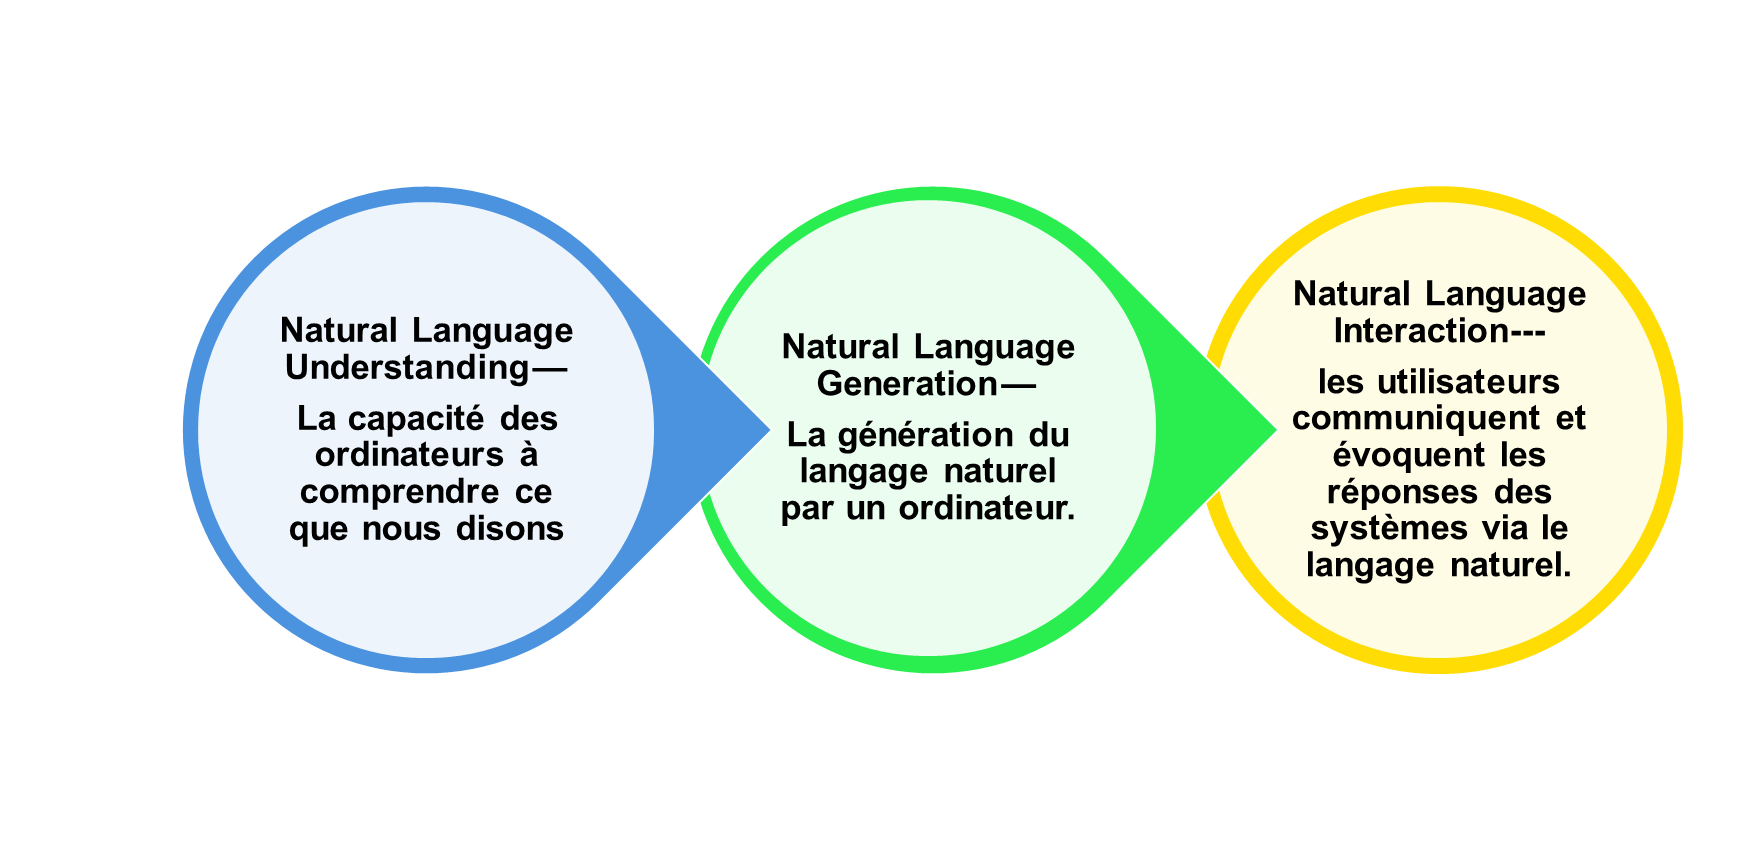 Natural Language
Understanding—
La capacité des
ordinateurs à
comprendre ce
que nous disons
Natural Language
Generation—
La génération du
langage naturel
par un ordinateur.
Natural Language
Interaction---
les utilisateurs
communiquent et
évoquent les
réponses des
systèmes via le
langage naturel.